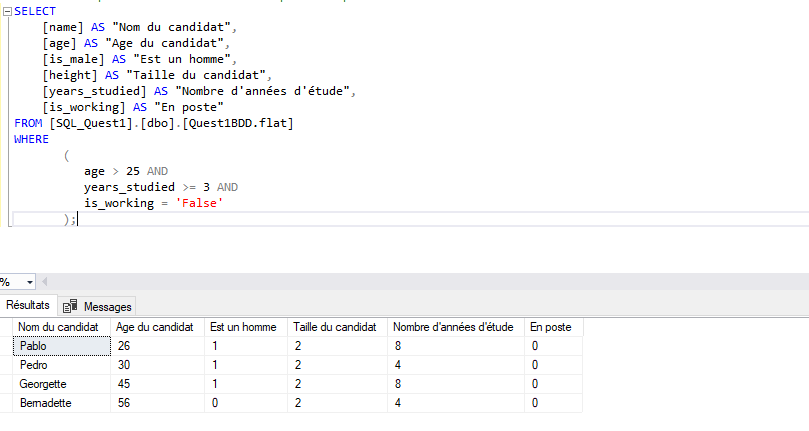 SELECT
[name] AS "Nom du candidat",
[age] AS "Age du candidat",
[is_male] AS "Est un homme",
[height] AS "Taille du candidat",
[years_studied] AS "Nombre d'années d'étude",
[is_working] AS "En poste"
FROM [SQL_Quest1].[dbo].[Quest1BDD.flat]
WHERE
(
age > 25 AND
years_studied >= 3 AND
is_working = 'False'
);
%
Résultats Messages
Nom du candidat Age du candidat Est un homme Taille du candidat Nombre d'années d'étude En poste
Pablo 26 1 2 8 0
Pedro 30 1 2 4 0
Georgette 45 1 2 8 0
Bernadette 56 0 2 4 0